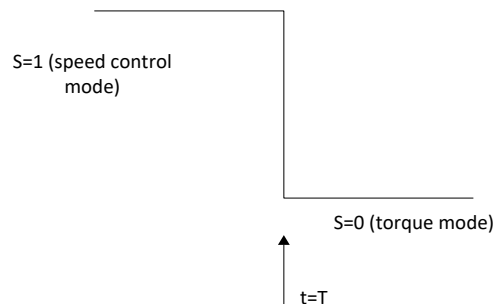 S=1 (speed control
mode)
S=0 (torque mode)
t=T